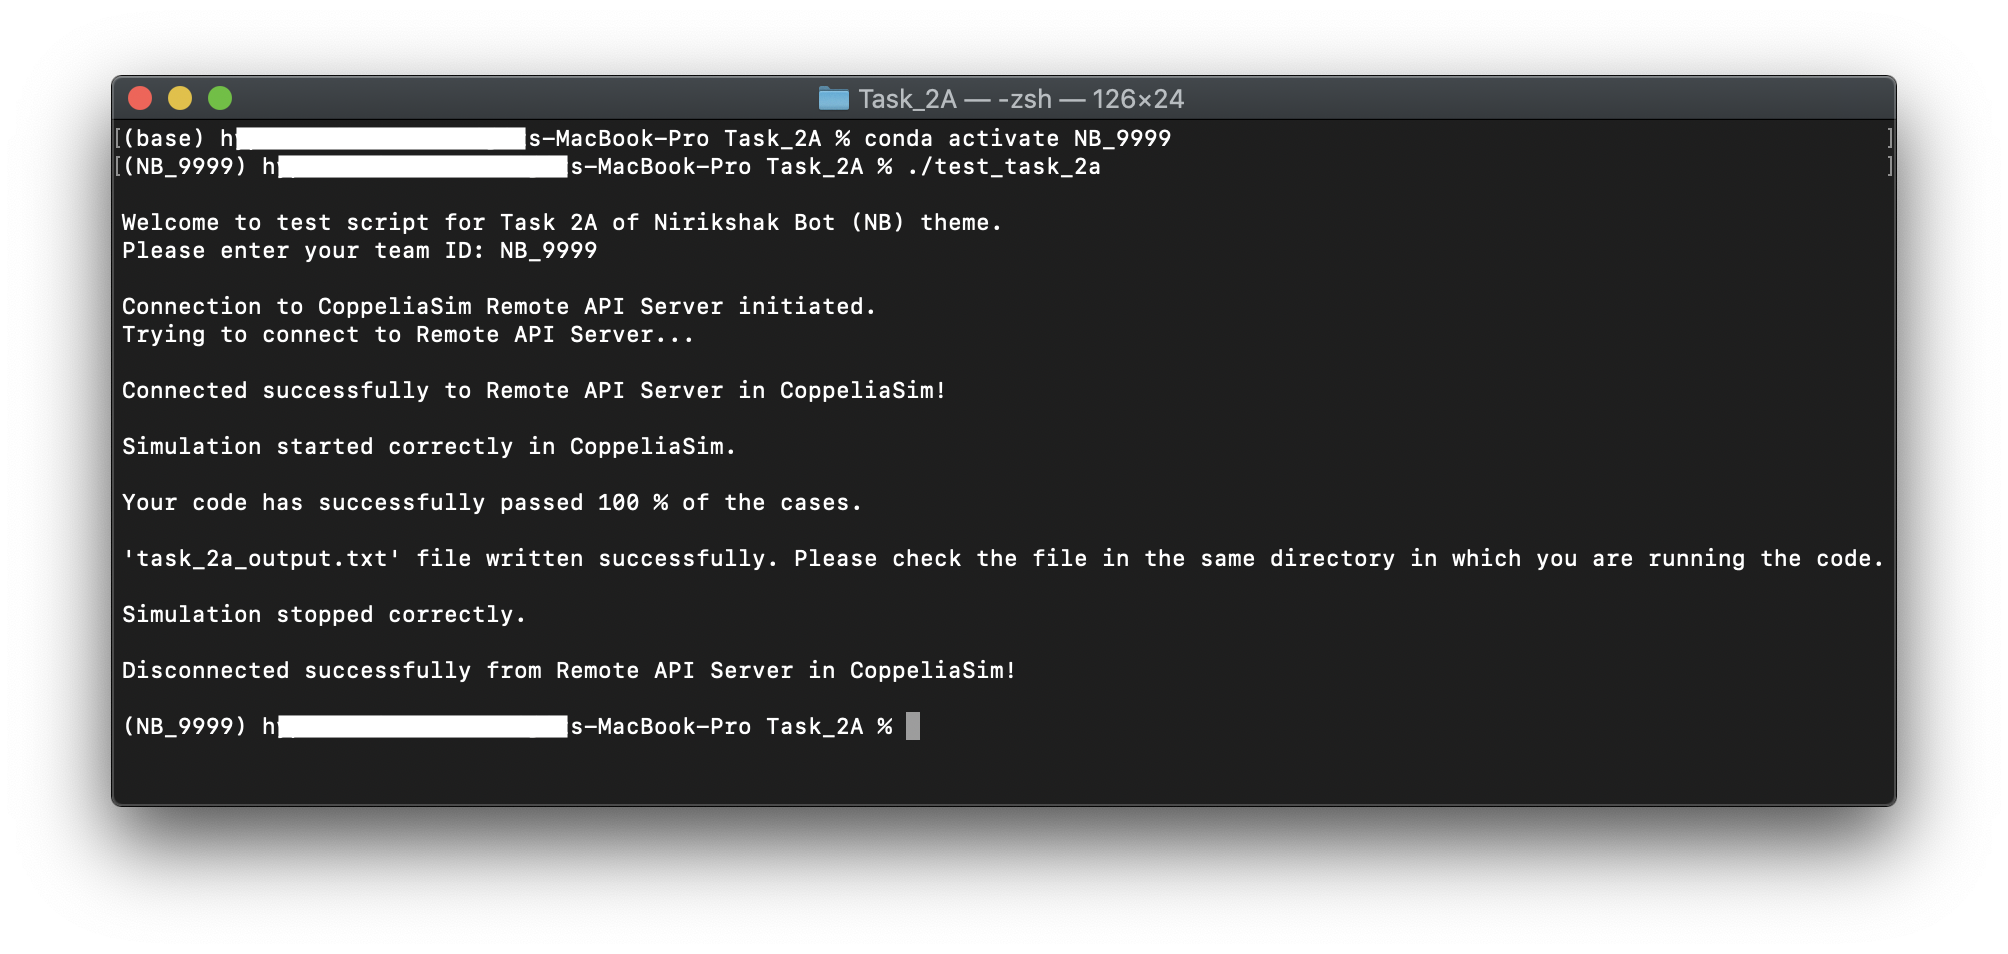 Task_2A — -zsh — 126×24
[(base) h s-MacBook-Pro Task_2A % conda activate NB_9999 ]
[(NB_9999) h s-MacBook-Pro Task_2A % ./test_task_2a ]
Welcome to test script for Task 2A of Nirikshak Bot (NB) theme.
Please enter your team ID: NB_9999
Connection to CoppeliaSim Remote API Server initiated.
Trying to connect to Remote API Server...
Connected successfully to Remote API Server in CoppeliaSim!
Simulation started correctly in CoppeliaSim.
Your code has successfully passed 100 % of the cases.
'task_2a_output.txt' file written successfully. Please check the file in the same directory in which you are running the code.
Simulation stopped correctly.
Disconnected successfully from Remote API Server in CoppeliaSim!
(NB_9999) h s-MacBook-Pro Task_2A %